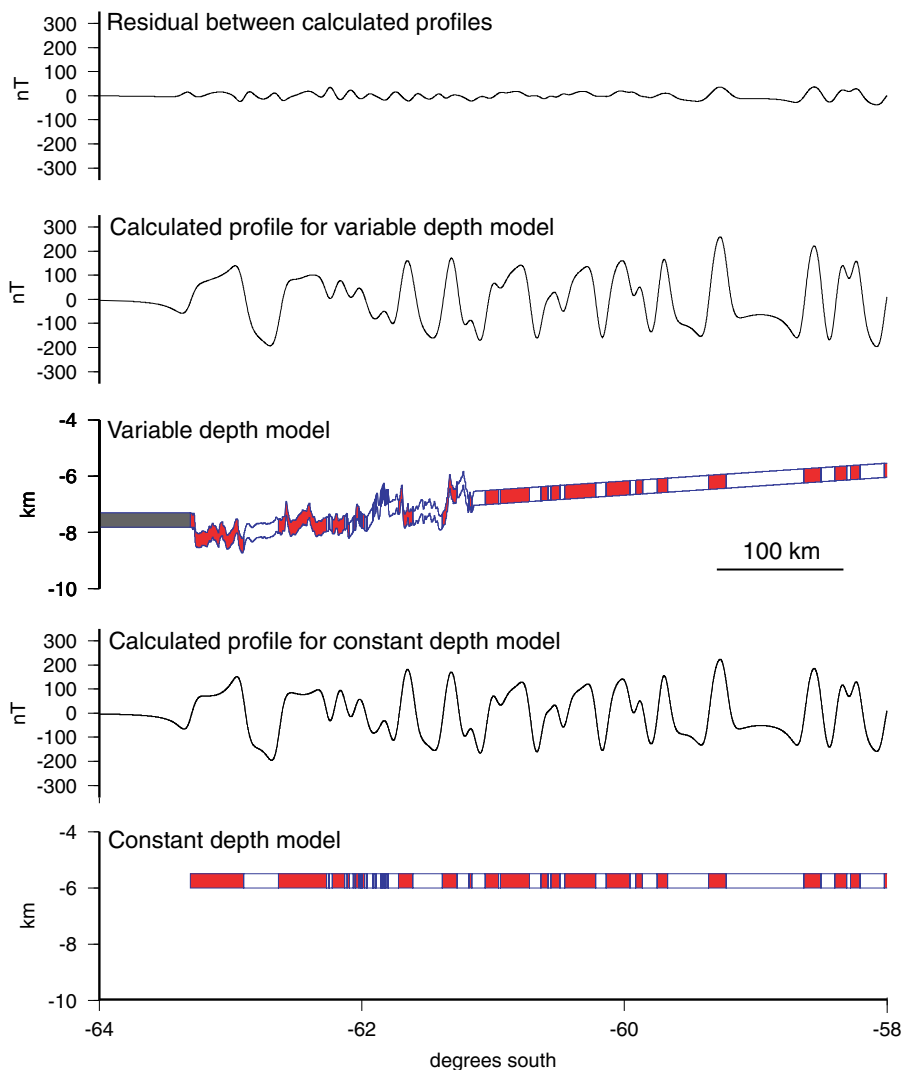 Residual between calculated profiles
300
200
100
0
-100
-200
-300
nT
Calculated profile for variable depth model
300
200
100
0
-100
-200
-300
nT
Variable depth model
-4
-6
-8
-10
km
100 km
Calculated profile for constant depth model
300
200
100
0
-100
-200
-300
nT
Constant depth model
-4
-6
-8
-10
km
-64
-62
-60
-58
degrees south